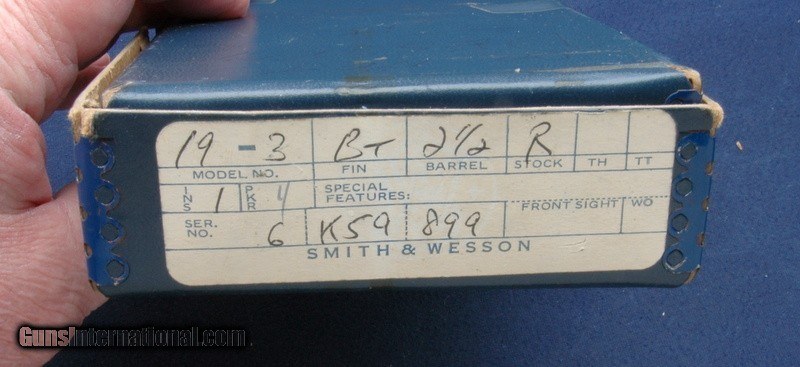 19-3 BT 2 1/2 R
MODEL NO. FIN BARREL STOCK TH TT
INS 1 PKR 4 SPECIAL FEATURES:
SER. NO. 6 K59 899 FRONT SIGHT WO
SMITH & WESSON
GunsInternational.com